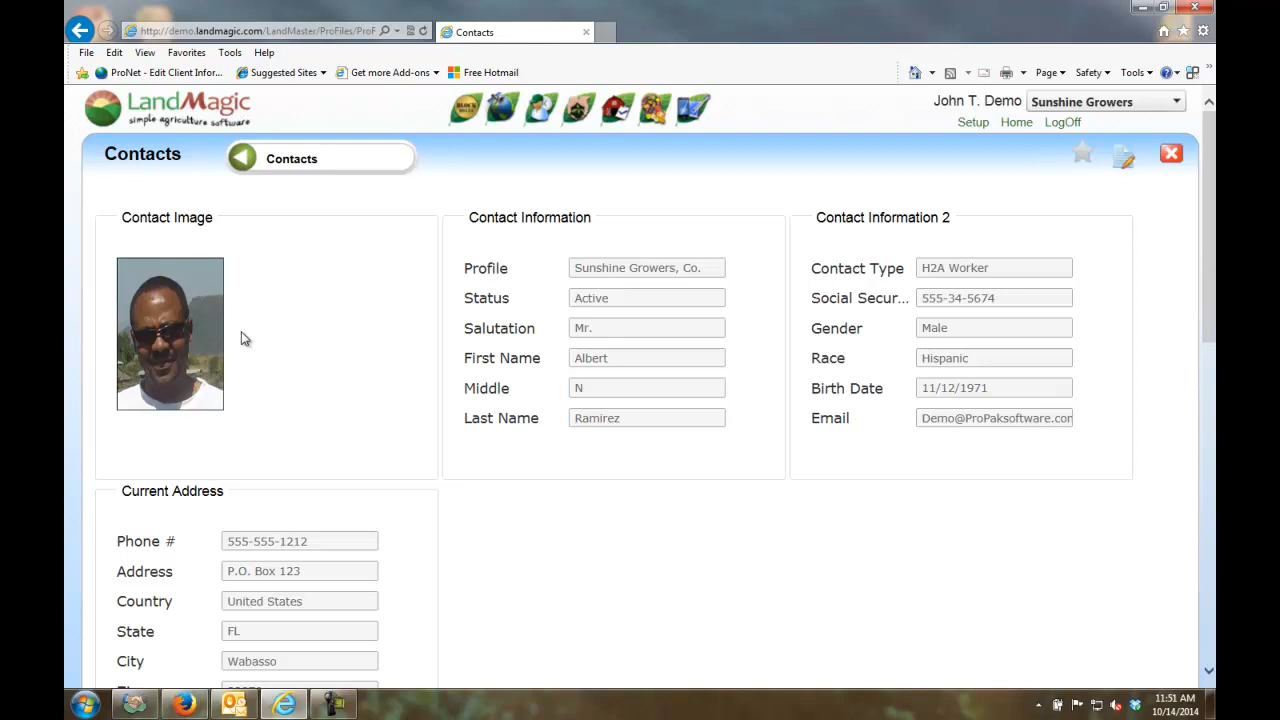 http://demo.landmagic.com/LandMaster/ProFiles/ProF
Contacts
File Edit View Favorites Tools Help
ProNet - Edit Client Infor... Suggested Sites Get more Add-ons Free Hotmail
Page Safety Tools
LandMagic
simple agriculture software
John T. Demo Sunshine Growers
Setup Home LogOff
Contacts Contacts
Contact Image
Contact Information
Profile Sunshine Growers, Co.
Status Active
Salutation Mr.
First Name Albert
Middle N
Last Name Ramirez
Contact Information 2
Contact Type H2A Worker
Social Secur... 555-34-5674
Gender Male
Race Hispanic
Birth Date 11/12/1971
Email Demo@ProPaksoftware.com
Current Address
Phone # 555-555-1212
Address P.O. Box 123
Country United States
State FL
City Wabasso
11:51 AM
10/14/2014